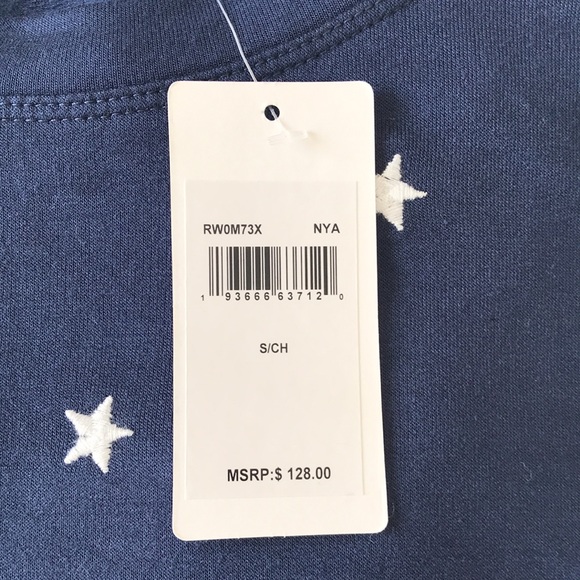 RW0M73X NYA
1 93666 63712 0
S/CH
MSRP:$ 128.00